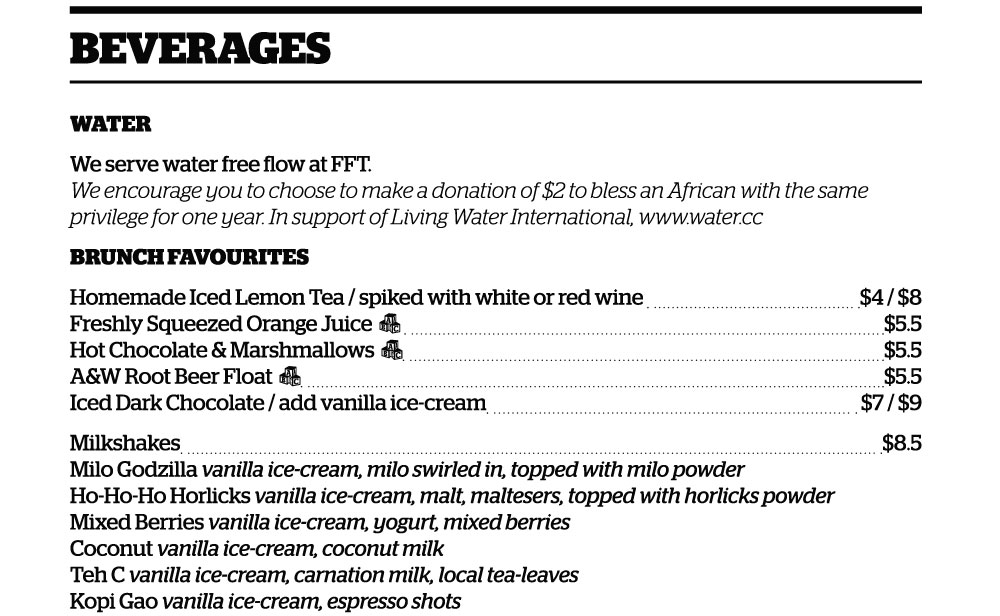 BEVERAGES
WATER
We serve water free flow at FFT.
We encourage you to choose to make a donation of $2 to bless an African with the same
privilege for one year. In support of Living Water International, www.water.cc
BRUNCH FAVOURITES
Homemade Iced Lemon Tea / spiked with white or red wine $4 / $8
Freshly Squeezed Orange Juice $5.5
Hot Chocolate & Marshmallows $5.5
A&W Root Beer Float $5.5
Iced Dark Chocolate / add vanilla ice-cream $7 / $9
Milkshakes $8.5
Milo Godzilla vanilla ice-cream, milo swirled in, topped with milo powder
Ho-Ho-Ho Horlicks vanilla ice-cream, malt, maltesers, topped with horlicks powder
Mixed Berries vanilla ice-cream, yogurt, mixed berries
Coconut vanilla ice-cream, coconut milk
Teh C vanilla ice-cream, carnation milk, local tea-leaves
Kopi Gao vanilla ice-cream, espresso shots